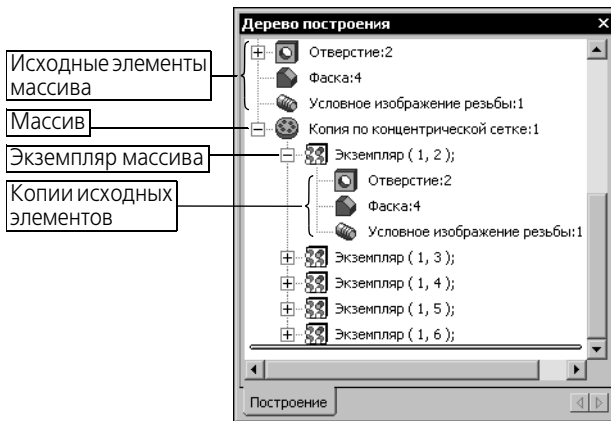 Дерево построения
Исходные элементы
массива
Отверстие:2
Фаска:4
Условное изображение резьбы:1
Массив
Копия по концентрической сетке:1
Экземпляр массива
Экземпляр ( 1, 2 );
Копии исходных
элементов
Отверстие:2
Фаска:4
Условное изображение резьбы:1
Экземпляр ( 1, 3 );
Экземпляр ( 1, 4 );
Экземпляр ( 1, 5 );
Экземпляр ( 1, 6 );
Построение